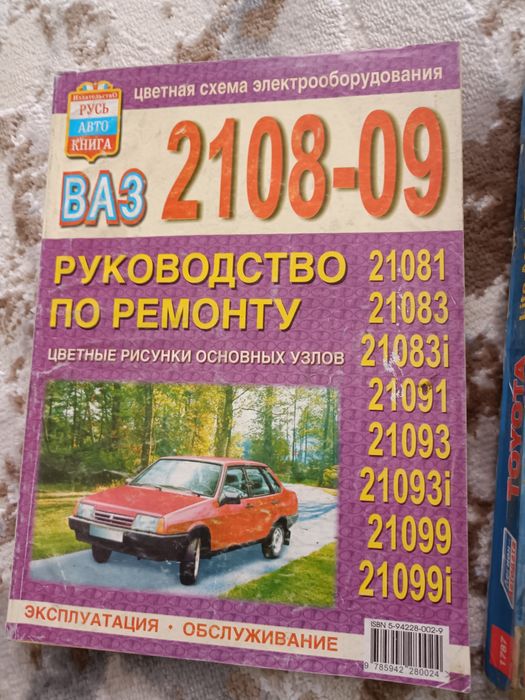 цветная схема электрооборудования
Издательство
РУСЬ
АВТО
КНИГА
ВАЗ 2108-09
РУКОВОДСТВО
ПО РЕМОНТУ
ЦВЕТНЫЕ РИСУНКИ ОСНОВНЫХ УЗЛОВ
21081
21083
21083i
21091
21093
21093i
21099
21099i
ЭКСПЛУАТАЦИЯ • ОБСЛУЖИВАНИЕ
ISBN 5-94228-002-9
9 785942 280024
TOYOTA
1787